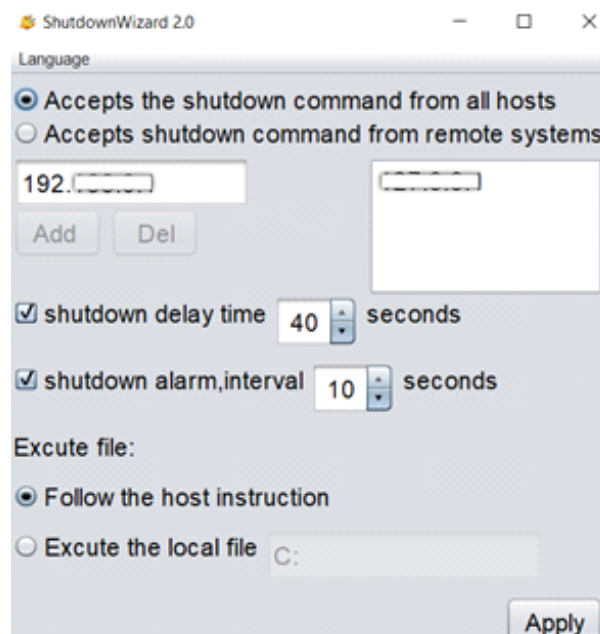 ShutdownWizard 2.0
Language
Accepts the shutdown command from all hosts
Accepts shutdown command from remote systems
192.
Add Del
shutdown delay time 40 seconds
shutdown alarm,interval 10 seconds
Excute file:
Follow the host instruction
Excute the local file C:
Apply